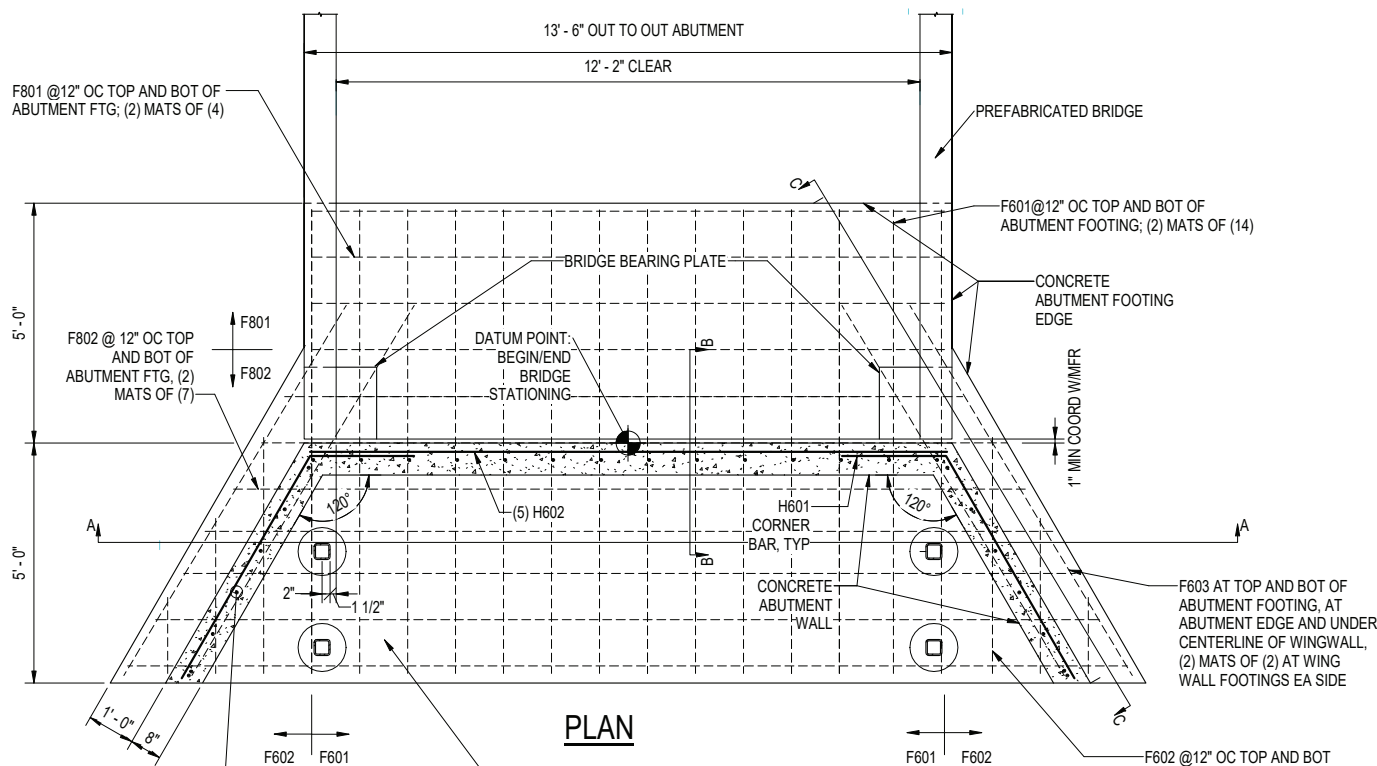 13' - 6" OUT TO OUT ABUTMENT
12' - 2" CLEAR
F801 @12" OC TOP AND BOT OF
ABUTMENT FTG; (2) MATS OF (4)
PREFABRICATED BRIDGE
C
F601@12" OC TOP AND BOT OF
ABUTMENT FOOTING; (2) MATS OF (14)
BRIDGE BEARING PLATE
CONCRETE
ABUTMENT FOOTING
EDGE
5' - 0"
F801
F802
F802 @ 12" OC TOP
AND BOT OF
ABUTMENT FTG, (2)
MATS OF (7)
DATUM POINT:
BEGIN/END
BRIDGE
STATIONING
B
1" MIN COORD W/MFR
120°
(5) H602
H601
CORNER
BAR, TYP
120°
A
A
B
5' - 0"
2"
1 1/2"
CONCRETE
ABUTMENT
WALL
F603 AT TOP AND BOT OF
ABUTMENT FOOTING, AT
ABUTMENT EDGE AND UNDER
CENTERLINE OF WINGWALL,
(2) MATS OF (2) AT WING
WALL FOOTINGS EA SIDE
1' - 0"
8"
C
PLAN
F602
F601
F601
F602
F602 @12" OC TOP AND BOT